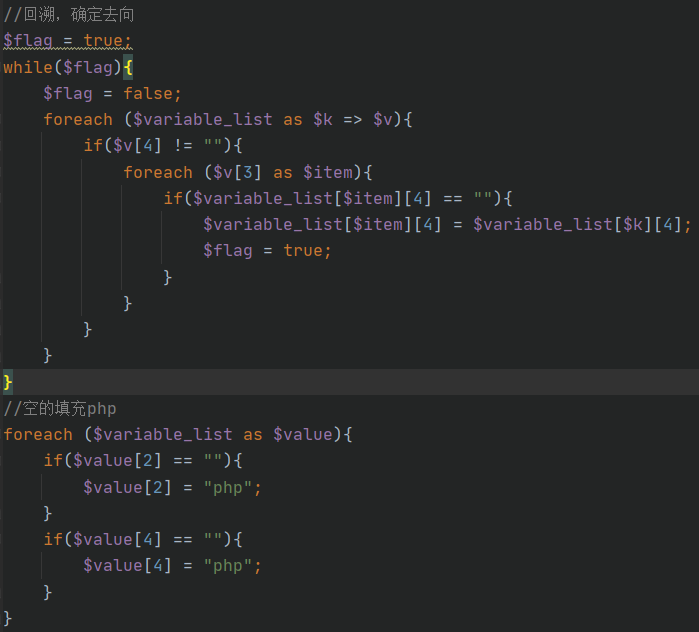 //回溯，确定去向
$flag = true;
while($flag){
    $flag = false;
    foreach ($variable_list as $k => $v){
        if($v[4] != ""){
            foreach ($v[3] as $item){
                if($variable_list[$item][4] == ""){
                    $variable_list[$item][4] = $variable_list[$k][4];
                    $flag = true;
                }
            }
        }
    }
}
//空的填充php
foreach ($variable_list as $value){
    if($value[2] == ""){
        $value[2] = "php";
    }
    if($value[4] == ""){
        $value[4] = "php";
    }
}